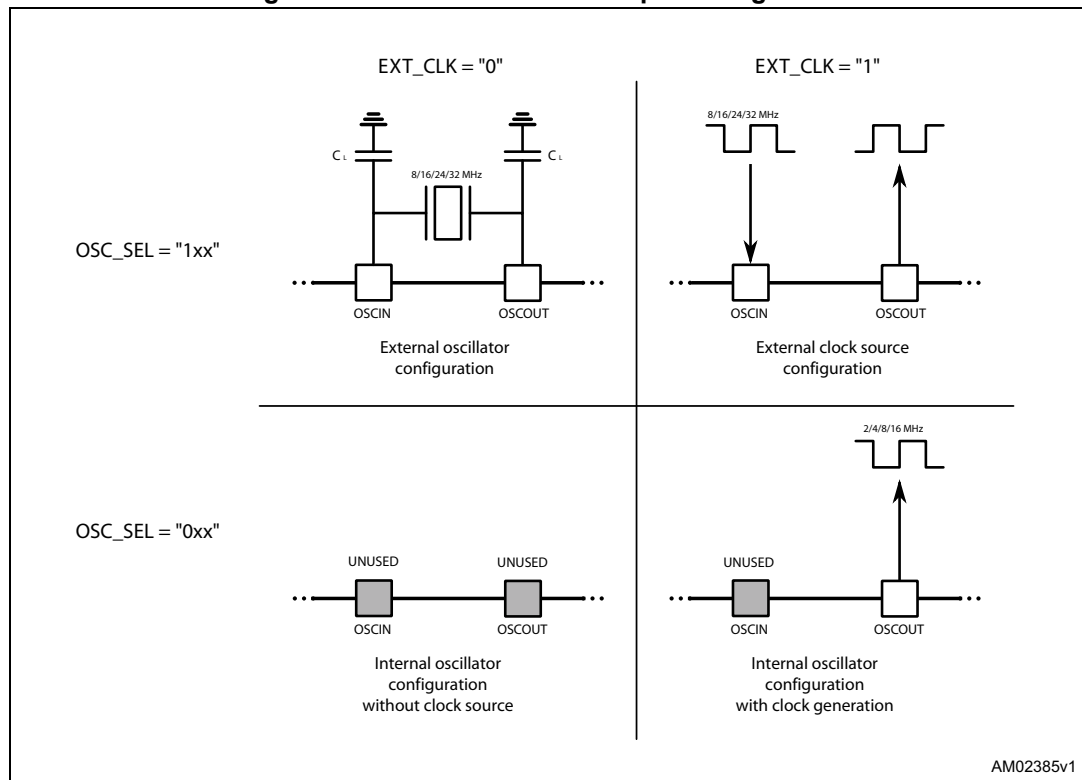 EXT_CLK = "0"
EXT_CLK = "1"
OSC_SEL = "1xx"
CL
CL
8/16/24/32 MHz
OSCIN
OSCOUT
External oscillator
configuration
8/16/24/32 MHz
OSCIN
OSCOUT
External clock source
configuration
OSC_SEL = "0xx"
UNUSED
UNUSED
OSCIN
OSCOUT
Internal oscillator
configuration
without clock source
2/4/8/16 MHz
UNUSED
OSCIN
OSCOUT
Internal oscillator
configuration
with clock generation
AM02385v1